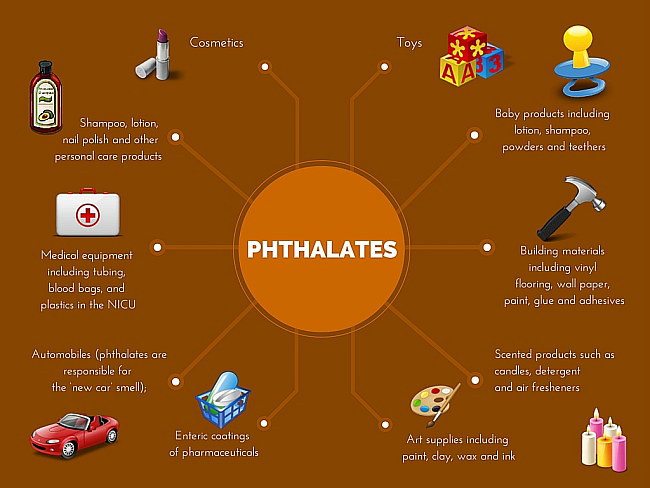 Cosmetics
Toys
Shampoo, lotion,
nail polish and other
personal care products
Baby products including
lotion, shampoo,
powders and teethers
PHTHALATES
Medical equipment
including tubing,
blood bags, and
plastics in the NICU
Building materials
including vinyl
flooring, wall paper,
paint, glue and adhesives
Automobiles (phthalates are
responsible for
the 'new car' smell);
Scented products such as
candles, detergent
and air fresheners
Enteric coatings
of pharmaceuticals
Art supplies including
paint, clay, wax and ink